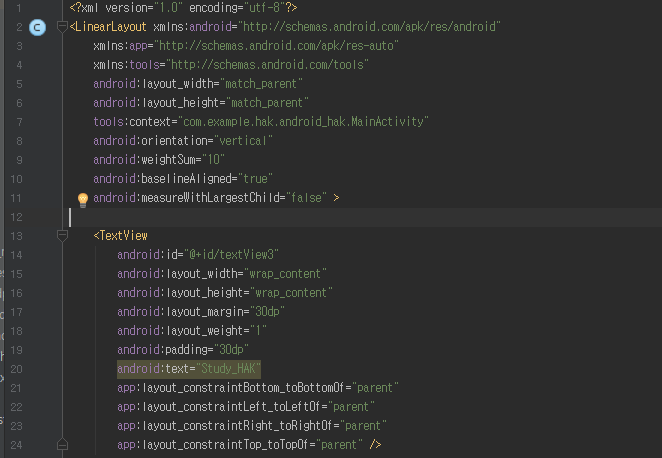 1 <?xml version="1.0" encoding="utf-8"?>
2 C <LinearLayout xmlns:android="http://schemas.android.com/apk/res/android"
3 xmlns:app="http://schemas.android.com/apk/res-auto"
4 xmlns:tools="http://schemas.android.com/tools"
5 android:layout_width="match_parent"
6 android:layout_height="match_parent"
7 tools:context="com.example.hak.android_hak.MainActivity"
8 android:orientation="vertical"
9 android:weightSum="10"
10 android:baselineAligned="true"
11 android:measureWithLargestChild="false" >
12
13 <TextView
14 android:id="@+id/textView3"
15 android:layout_width="wrap_content"
16 android:layout_height="wrap_content"
17 android:layout_margin="30dp"
18 android:layout_weight="1"
19 android:padding="30dp"
20 android:text="Study_HAK"
21 app:layout_constraintBottom_toBottomOf="parent"
22 app:layout_constraintLeft_toLeftOf="parent"
23 app:layout_constraintRight_toRightOf="parent"
24 app:layout_constraintTop_toTopOf="parent" />